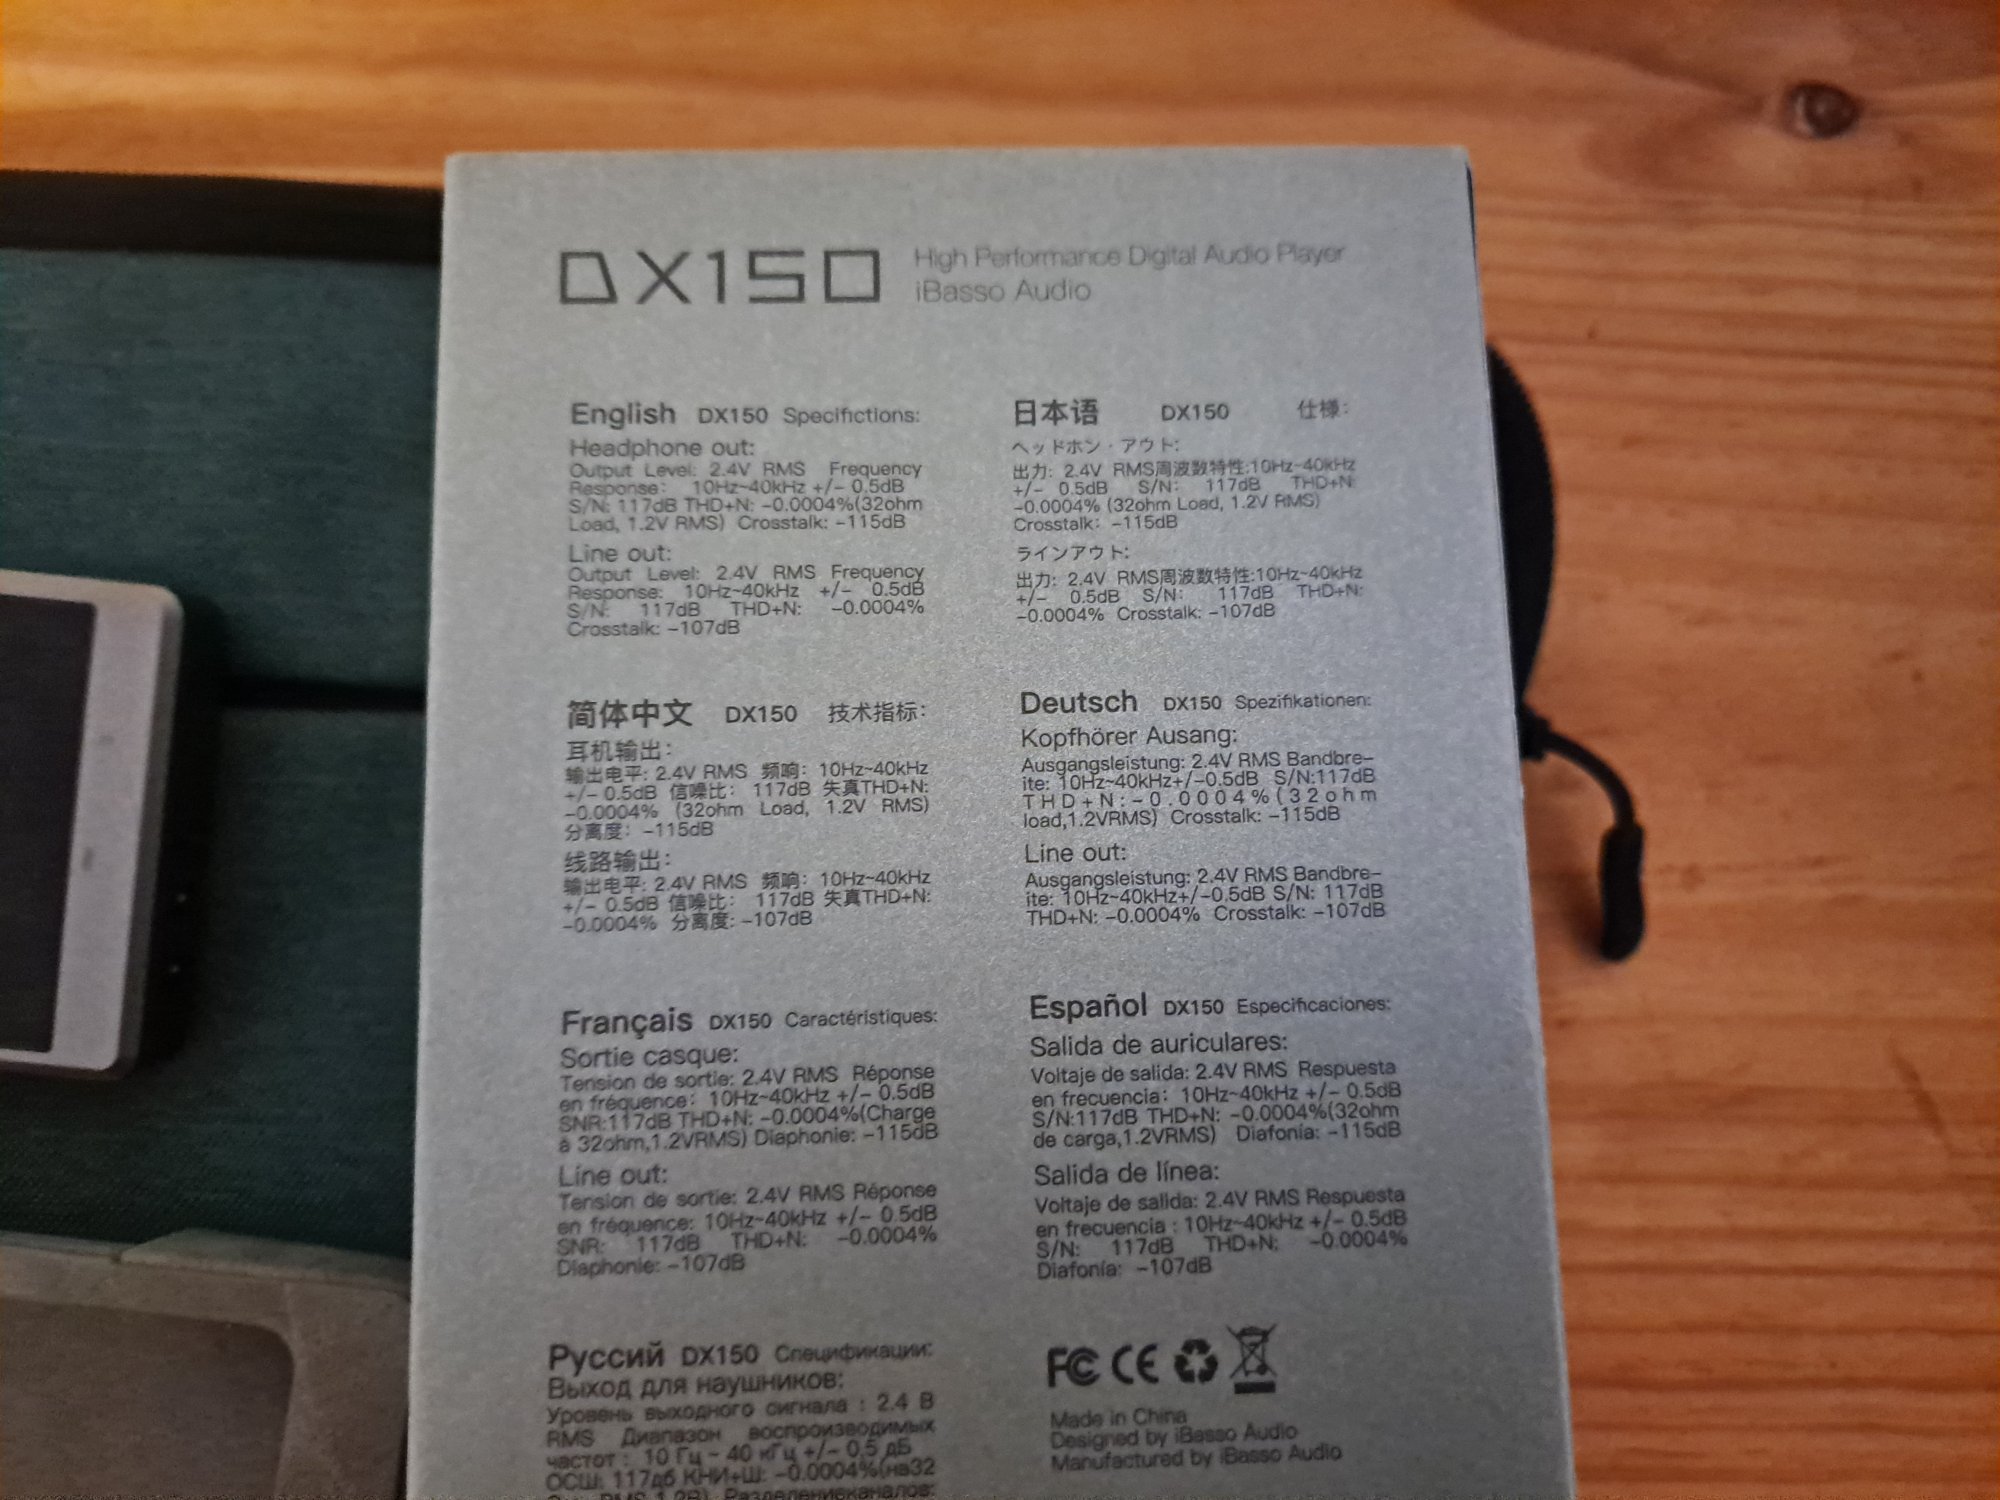 DX150
High Performance Digital Audio Player
iBasso Audio
English DX150 Specifictions:
Headphone out:
Output Level: 2.4V RMS Frequency
Response: 10Hz~40kHz +/- 0.5dB
S/N: 117dB THD+N: -0.0004%(32ohm
Load, 1.2V RMS) Crosstalk: -115dB
Line out:
Output Level: 2.4V RMS Frequency
Response: 10Hz~40kHz +/- 0.5dB
S/N: 117dB THD+N: -0.0004%
Crosstalk: -107dB
日本语 DX150 仕様:
ヘッドホン・アウト:
出力: 2.4V RMS周波数特性:10Hz~40kHz
+/- 0.5dB S/N: 117dB THD+N:
-0.0004% (32ohm Load, 1.2V RMS)
Crosstalk: -115dB
ラインアウト:
出力: 2.4V RMS周波数特性:10Hz~40kHz
+/- 0.5dB S/N: 117dB THD+N:
-0.0004% Crosstalk: -107dB
简体中文 DX150 技术指标:
耳机输出:
输出电平: 2.4V RMS 频响: 10Hz~40kHz
+/- 0.5dB 信噪比: 117dB 失真THD+N:
-0.0004% (32ohm Load, 1.2V RMS)
分离度: -115dB
线路输出:
输出电平: 2.4V RMS 频响: 10Hz~40kHz
+/- 0.5dB 信噪比: 117dB 失真THD+N:
-0.0004% 分离度: -107dB
Deutsch DX150 Spezifikationen:
Kopfhörer Ausang:
Ausgangsleistung: 2.4V RMS Bandbre-
ite: 10Hz~40kHz+/-0.5dB S/N:117dB
THD+N:-0.0004%(32ohm
load,1.2VRMS) Crosstalk: -115dB
Line out:
Ausgangsleistung: 2.4V RMS Bandbre-
ite: 10Hz~40kHz+/-0.5dB S/N: 117dB
THD+N: -0.0004% Crosstalk: -107dB
Français DX150 Caractéristiques:
Sortie casque:
Tension de sortie: 2.4V RMS Réponse
en fréquence: 10Hz~40kHz +/- 0.5dB
SNR:117dB THD+N: -0.0004%(Charge
à 32ohm,1.2VRMS) Diaphonie: -115dB
Line out:
Tension de sortie: 2.4V RMS Réponse
en fréquence: 10Hz~40kHz +/- 0.5dB
SNR: 117dB THD+N: -0.0004%
Diaphonie: -107dB
Español DX150 Especificaciones:
Salida de auriculares:
Voltaje de salida: 2.4V RMS Respuesta
en frecuencia: 10Hz~40kHz +/- 0.5dB
S/N:117dB THD+N: -0.0004%(32ohm
de carga,1.2VRMS) Diafonía: -115dB
Salida de línea:
Voltaje de salida: 2.4V RMS Respuesta
en frecuencia : 10Hz~40kHz +/- 0.5dB
S/N: 117dB THD+N: -0.0004%
Diafonía: -107dB
Руссий DX150 Спецификации:
Выход для наушников:
Уровень выходного сигнала : 2.4 В
RMS Диапазон воспроизводимых
частот : 10 Гц ~ 40 кГц +/- 0.5 дБ
ОСШ: 117дб КНИ+Ш: -0.0004%(на32
RMS 1.2В)
FC CE
Made in China
Designed by iBasso Audio
Manufactured by iBasso Audio